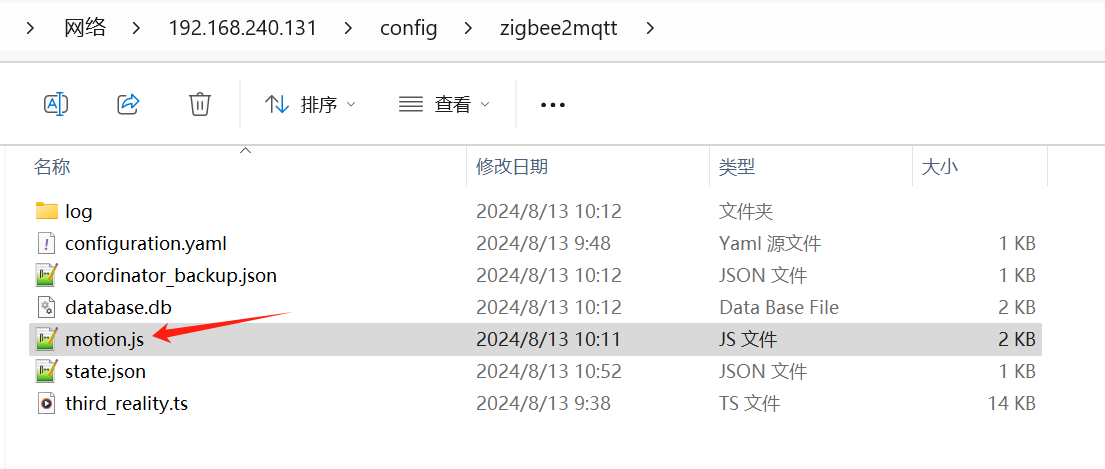 网络 192.168.240.131 config zigbee2mqtt
排序 查看
名称 修改日期 类型 大小
log 2024/8/13 10:12 文件夹
configuration.yaml 2024/8/13 9:48 Yaml 源文件 1 KB
coordinator_backup.json 2024/8/13 10:12 JSON 文件 1 KB
database.db 2024/8/13 10:12 Data Base File 2 KB
motion.js 2024/8/13 10:11 JS 文件 2 KB
state.json 2024/8/13 10:52 JSON 文件 1 KB
third_reality.ts 2024/8/13 9:38 TS 文件 14 KB